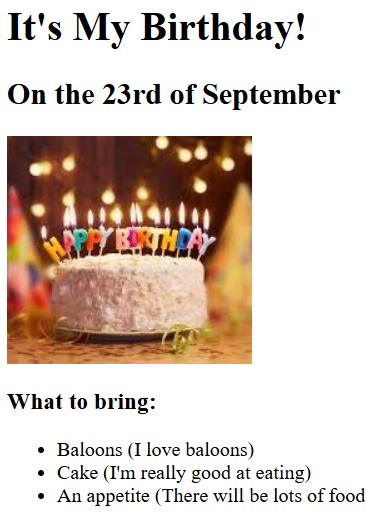 It's My Birthday!
On the 23rd of September
HAPPY BIRTHDAY
What to bring:
Baloons (I love baloons)
Cake (I'm really good at eating)
An appetite (There will be lots of food